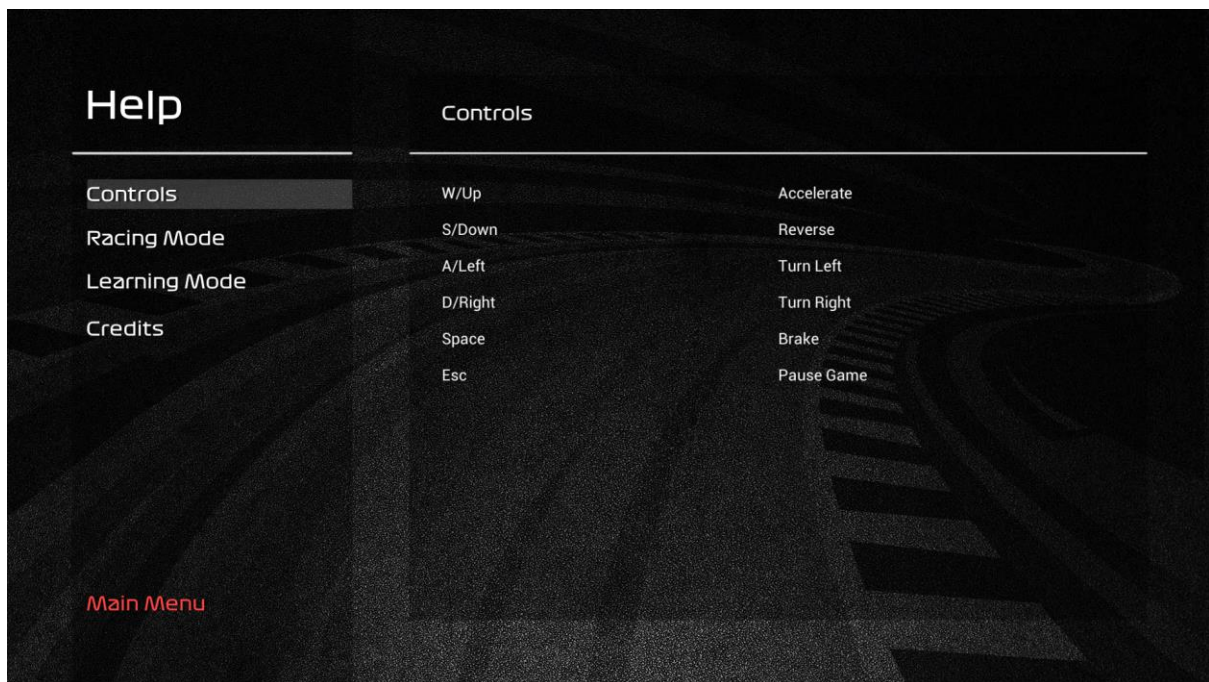 Help
Controls
Racing Mode
Learning Mode
Credits
Main Menu
Controls
W/Up Accelerate
S/Down Reverse
A/Left Turn Left
D/Right Turn Right
Space Brake
Esc Pause Game